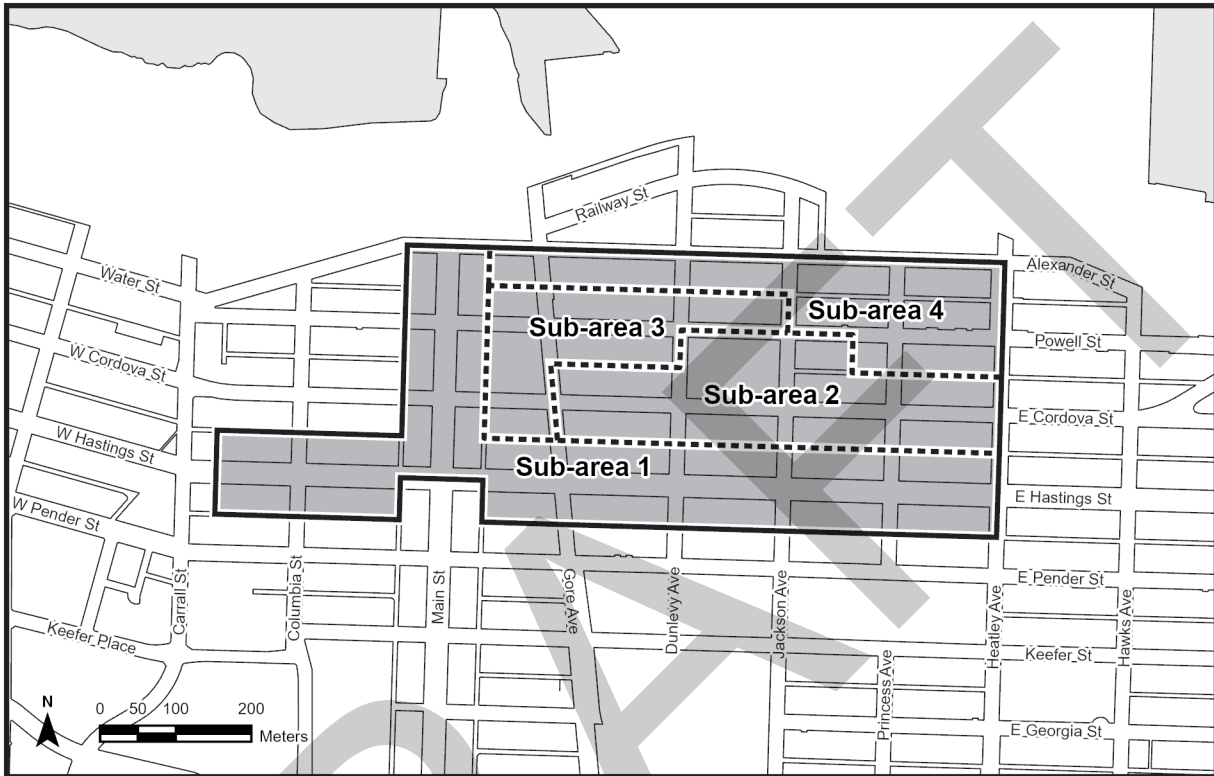 Railway St
Alexander St
Water St
Sub-area 4
Sub-area 3
Powell St
W Cordova St
Sub-area 2
E Cordova St
W Hastings St
Sub-area 1
E Hastings St
W Pender St
E Pender St
Carrall St
Columbia St
Main St
Gore Ave
Dunlevy Ave
Jackson Ave
Princess Ave
Heatley Ave
Hawks Ave
Keefer Place
Keefer St
E Georgia St
N
0 50 100 200
Meters
DRAFT